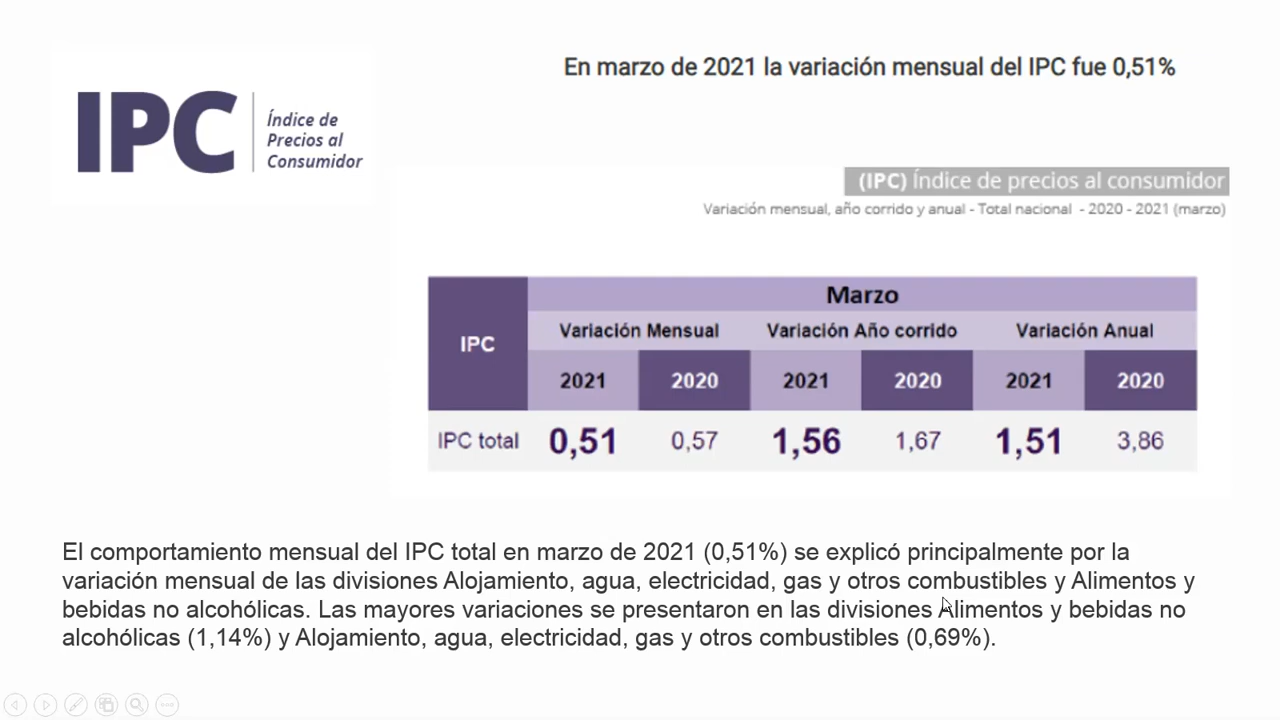 En marzo de 2021 la variación mensual del IPC fue 0,51%
IPC
Índice de
Precios al
Consumidor
(IPC) Índice de precios al consumidor
Variación mensual, año corrido y anual - Total nacional - 2020 - 2021 (marzo)
IPC
Marzo
Variación Mensual Variación Año corrido Variación Anual
2021 2020 2021 2020 2021 2020
IPC total 0,51 0,57 1,56 1,67 1,51 3,86
El comportamiento mensual del IPC total en marzo de 2021 (0,51%) se explicó principalmente por la
variación mensual de las divisiones Alojamiento, agua, electricidad, gas y otros combustibles y Alimentos y
bebidas no alcohólicas. Las mayores variaciones se presentaron en las divisiones Alimentos y bebidas no
alcohólicas (1,14%) y Alojamiento, agua, electricidad, gas y otros combustibles (0,69%).